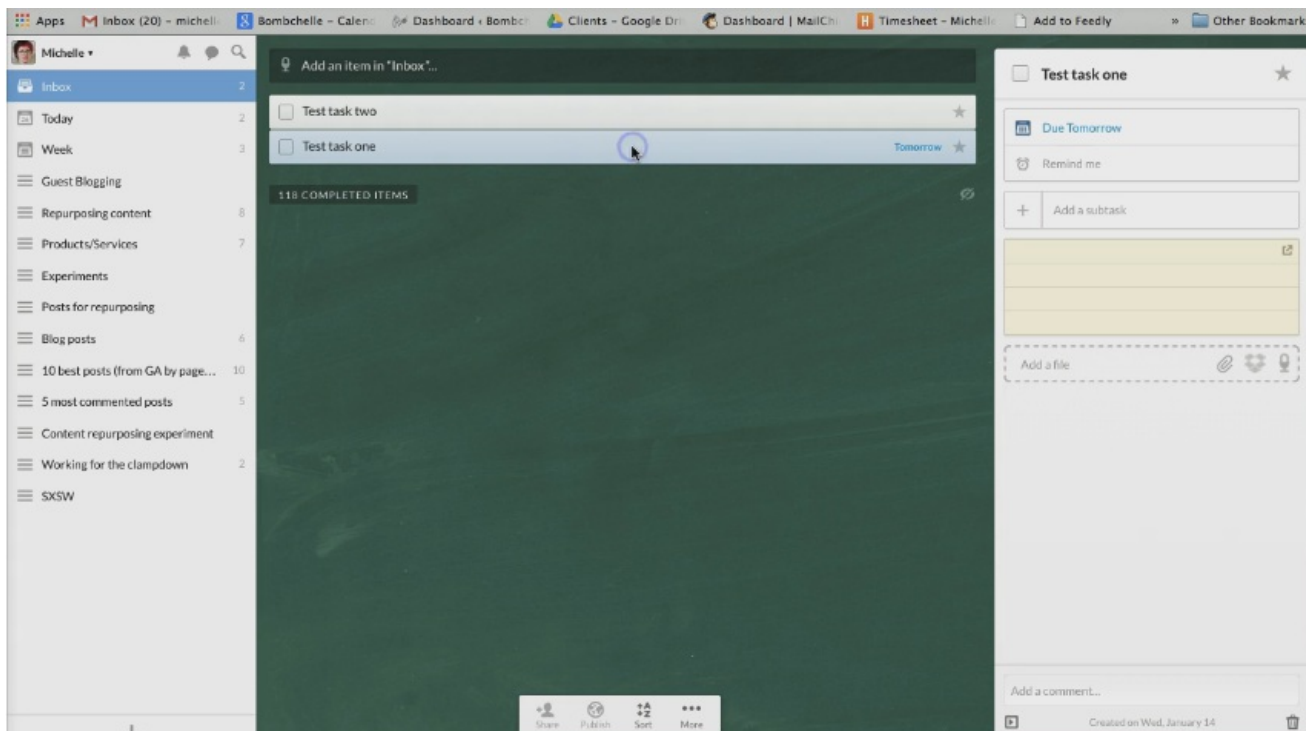 Apps Inbox (20) – michell Bombchelle – Calen Dashboard ‹ Bombch Clients – Google Dri Dashboard | MailChi Timesheet – Michelle Add to Feedly » Other Bookmark
Michelle
Inbox 2
Today 2
Week 3
Guest Blogging
Repurposing content 8
Products/Services 7
Experiments
Posts for repurposing
Blog posts 6
10 best posts (from GA by page... 10
5 most commented posts 5
Content repurposing experiment
Working for the clampdown 2
SXSW
Add an item in "Inbox"...
Test task two
Test task one Tomorrow
118 COMPLETED ITEMS
Share Publish Sort More
Test task one
Due Tomorrow
Remind me
Add a subtask
Add a file
Add a comment...
Created on Wed, January 14